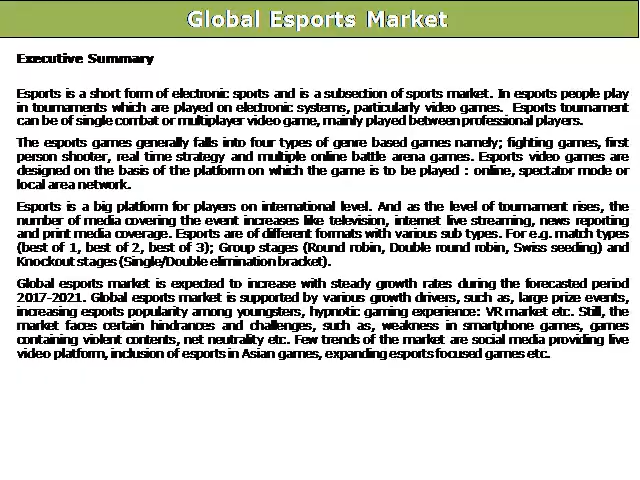 Global Esports Market
Executive Summary
Esports is a short form of electronic sports and is a subsection of sports market. In esports people play
in tournaments which are played on electronic systems, particularly video games. Esports tournament
can be of single combat or multiplayer video game, mainly played between professional players.
The esports games generally falls into four types of genre based games namely; fighting games, first
person shooter, real time strategy and multiple online battle arena games. Esports video games are
designed on the basis of the platform on which the game is to be played : online, spectator mode or
local area network.
Esports is a big platform for players on international level. And as the level of tournament rises, the
number of media covering the event increases like television, internet live streaming, news reporting
and print media coverage. Esports are of different formats with various sub types. For e.g. match types
(best of 1, best of 2, best of 3); Group stages (Round robin, Double round robin, Swiss seeding) and
Knockout stages (Single/Double elimination bracket).
Global esports market is expected to increase with steady growth rates during the forecasted period
2017-2021. Global esports market is supported by various growth drivers, such as, large prize events,
increasing esports popularity among youngsters, hypnotic gaming experience: VR market etc. Still, the
market faces certain hindrances and challenges, such as, weakness in smartphone games, games
containing violent contents, net neutrality etc. Few trends of the market are social media providing live
video platform, inclusion of esports in Asian games, expanding esports focused games etc.